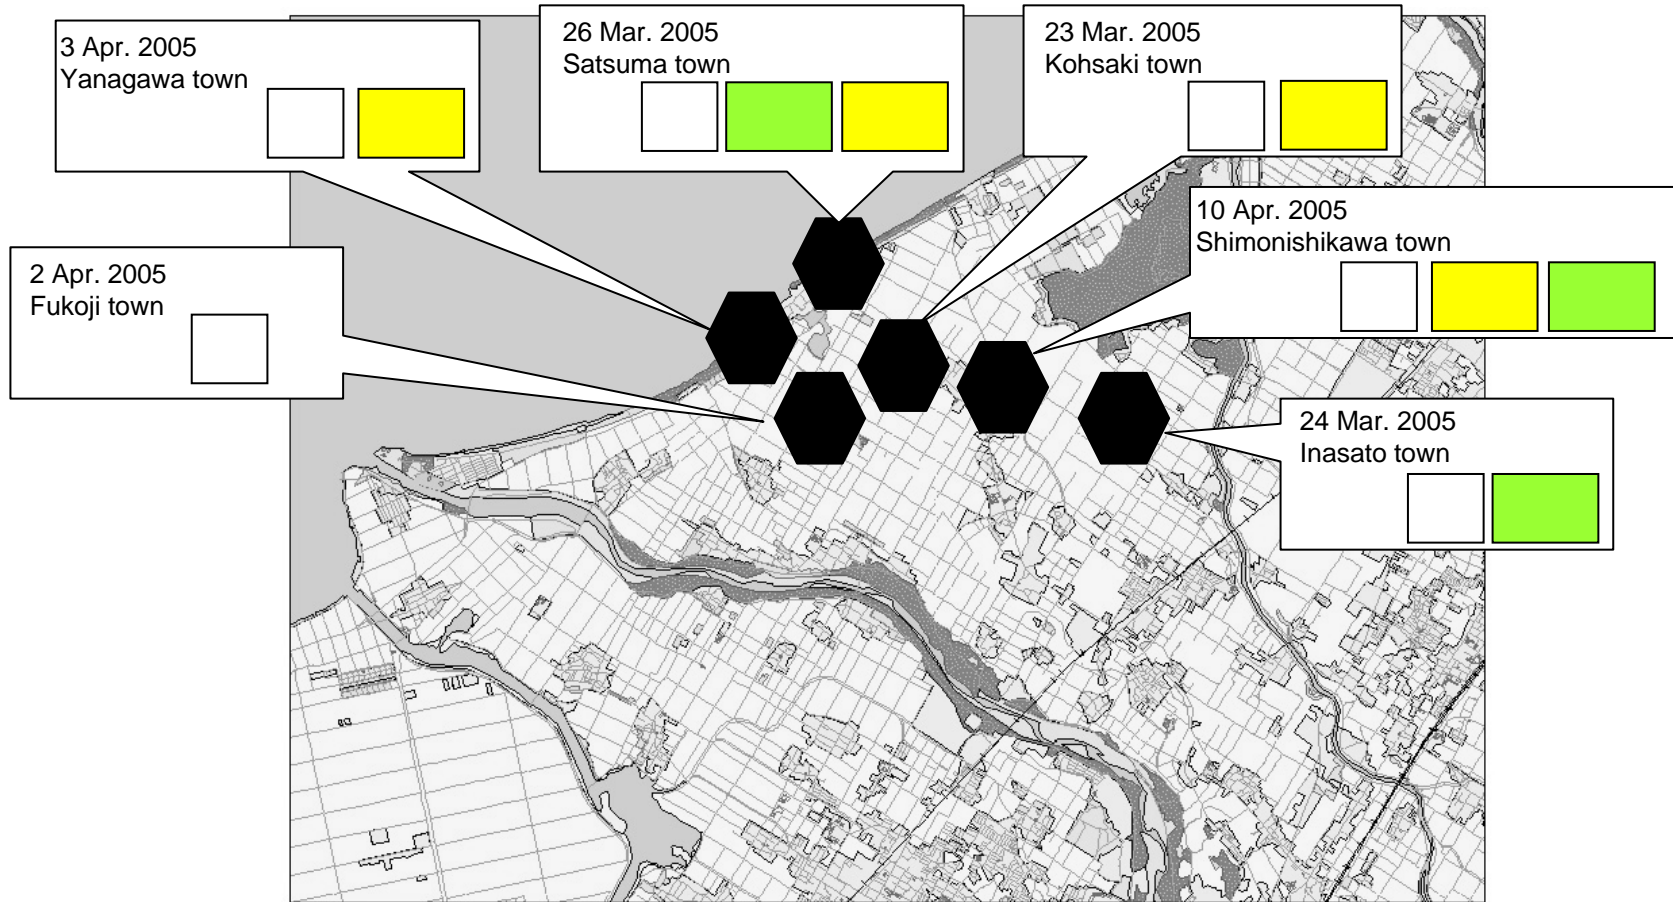 3 Apr. 2005
Yanagawa town
26 Mar. 2005
Satsuma town
23 Mar. 2005
Kohsaki town
10 Apr. 2005
Shimonishikawa town
2 Apr. 2005
Fukoji town
24 Mar. 2005
Inasato town